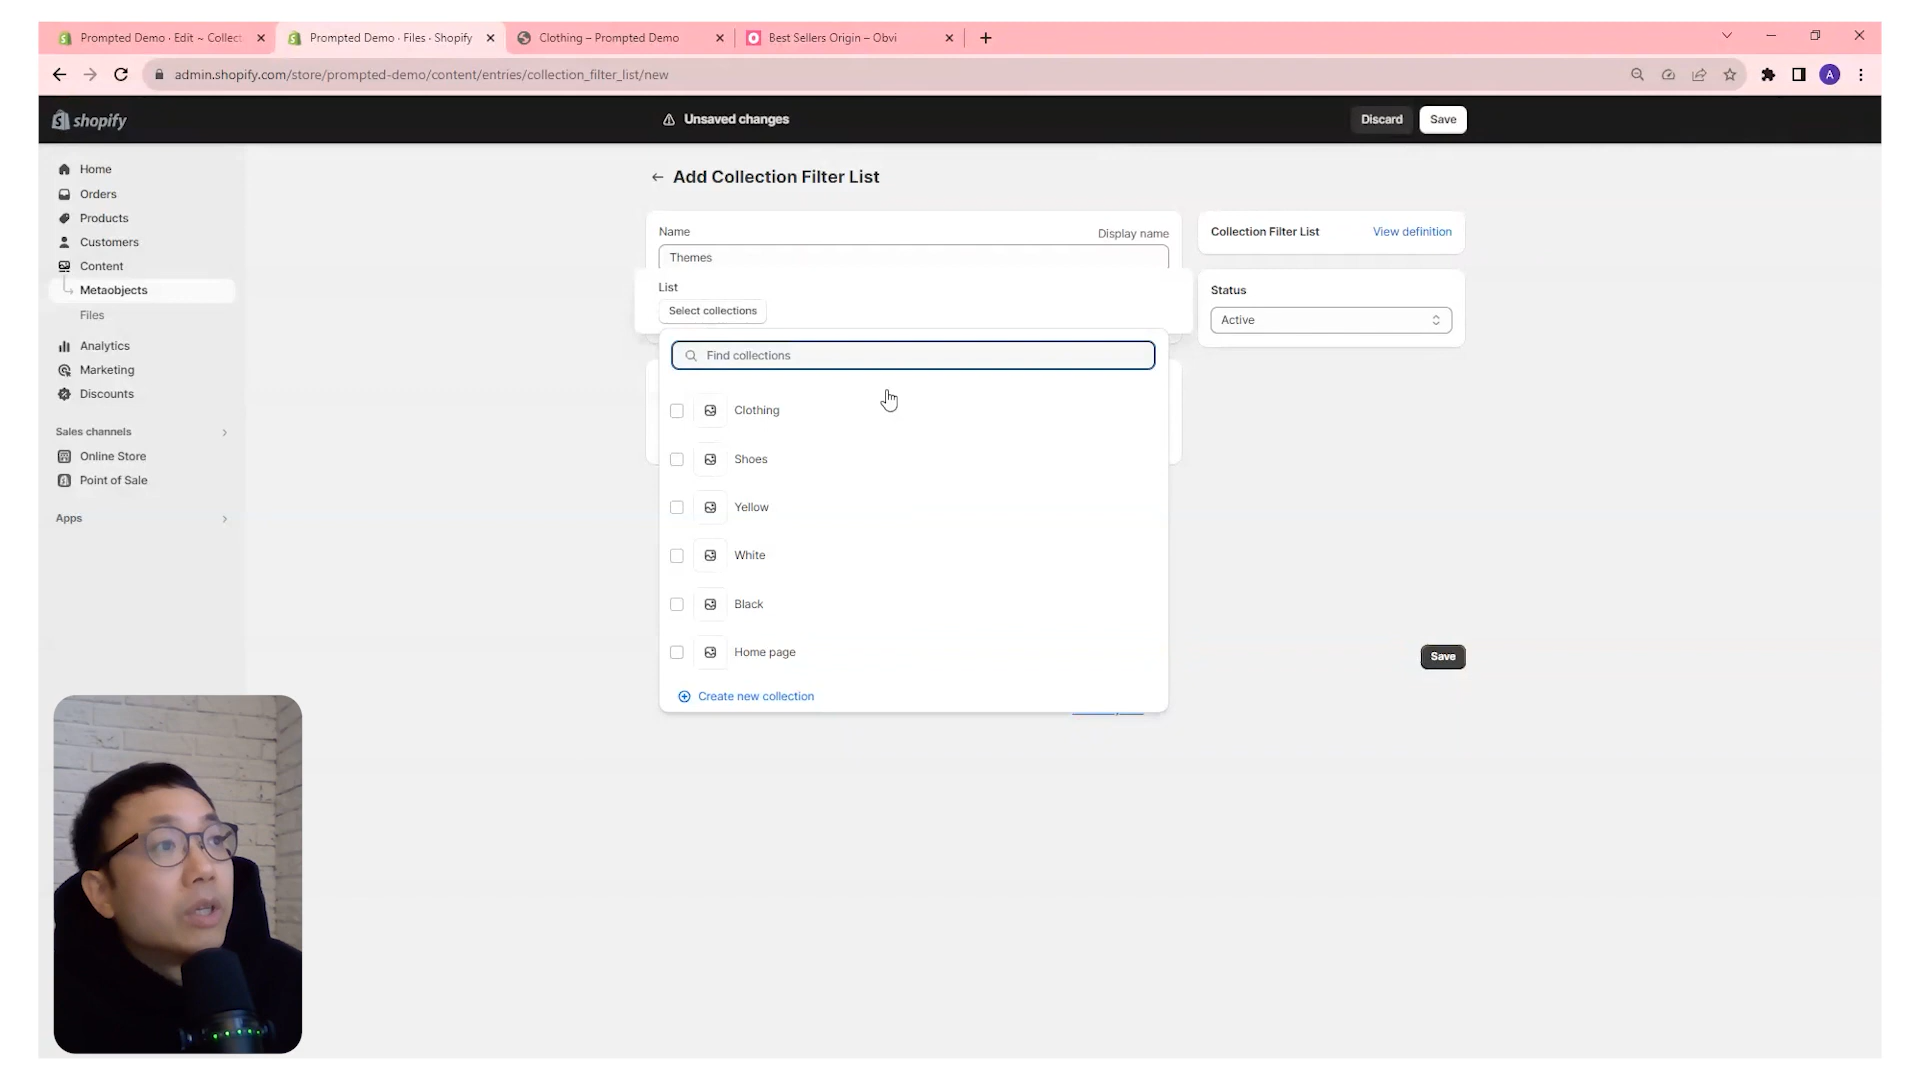 Prompted Demo · Edit ~ Collect
Prompted Demo · Files · Shopify
Clothing – Prompted Demo
Best Sellers Origin – Obvi
admin.shopify.com/store/prompted-demo/content/entries/collection_filter_list/new
A
shopify
Unsaved changes
Discard
Save
Home
Orders
Products
Customers
Content
Metaobjects
Files
Analytics
Marketing
Discounts
Sales channels
Online Store
Point of Sale
Apps
Add Collection Filter List
Name
Display name
Themes
List
Select collections
Find collections
Clothing
Shoes
Yellow
White
Black
Home page
Create new collection
Collection Filter List
View definition
Status
Active
Save